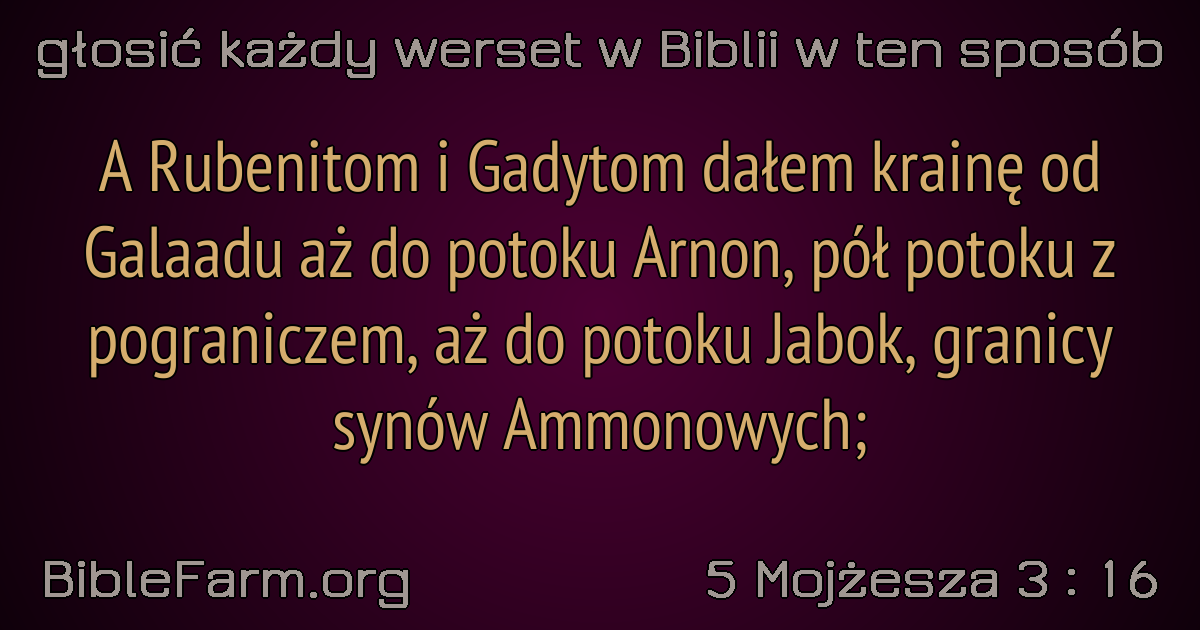 głosić każdy werset w Biblii w ten sposób
A Rubenitom i Gadytom dałem krainę od
Galaadu aż do potoku Arnon, pół potoku z
pograniczem, aż do potoku Jabok, granicy
synów Ammonowych;
BibleFarm.org
5 Mojżesza 3 : 16